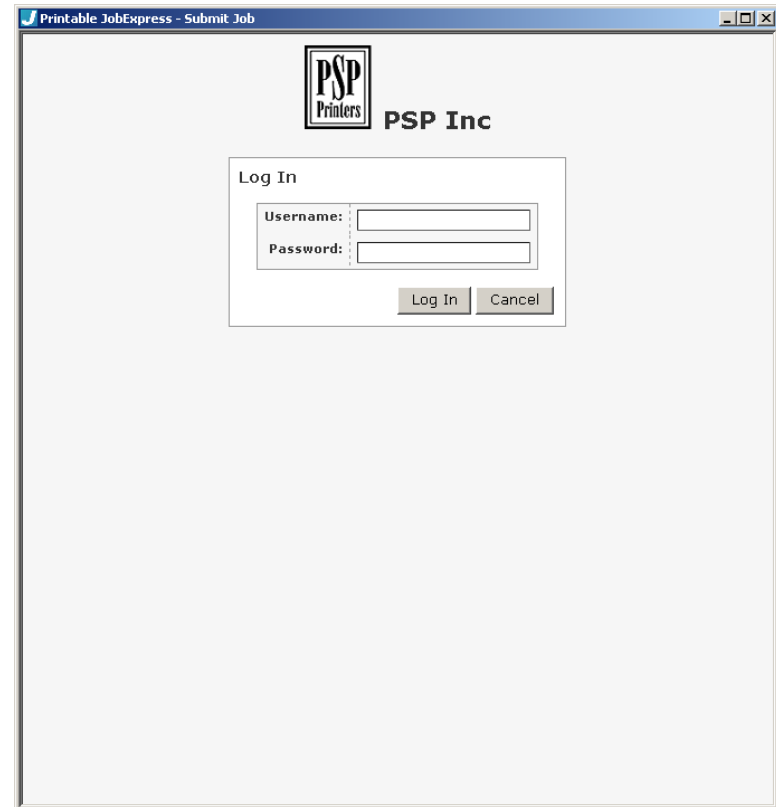 Printable JobExpress - Submit Job
PSP
Printers
PSP Inc
Log In
Username:
Password:
Log In Cancel